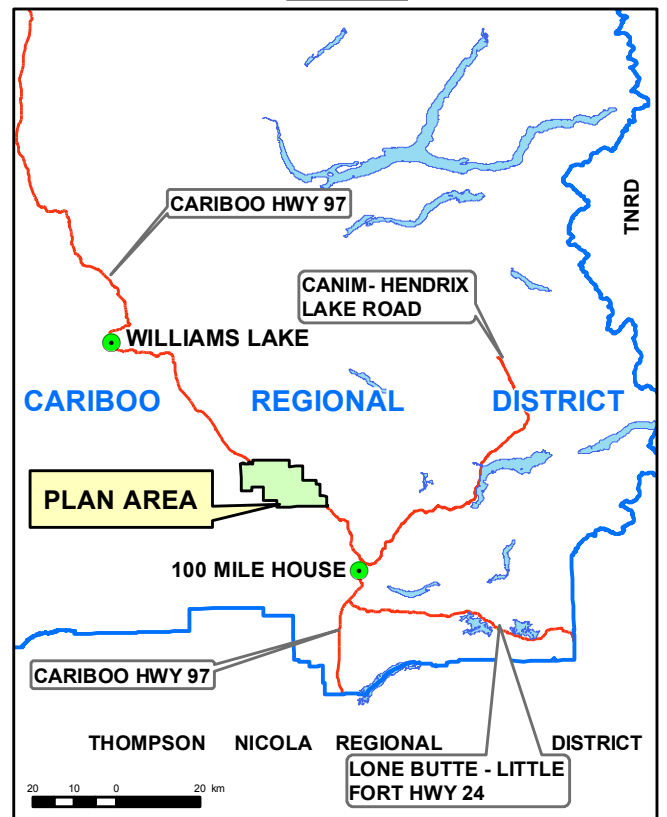 CARIBOO HWY 97
TNRD
CANIM- HENDRIX
LAKE ROAD
WILLIAMS LAKE
CARIBOO REGIONAL DISTRICT
PLAN AREA
100 MILE HOUSE
CARIBOO HWY 97
THOMPSON NICOLA REGIONAL DISTRICT
LONE BUTTE - LITTLE
FORT HWY 24
20 0 20 km